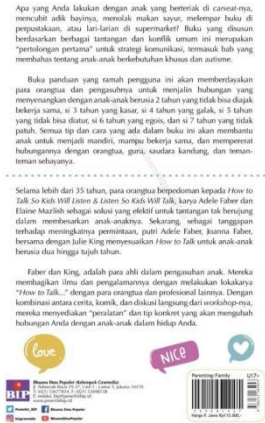 Apa yang Anda lakukan dengan anak yang berteriak di carseat-nya,
mencubit adik bayinya, menolak makan sayur, melempar buku di
perpustakaan, atau lari-larian di supermarket? Buku yang disusun
berdasarkan berbagai tantangan dan konflik umum ini merupakan
"pertolongan pertama" untuk strategi komunikasi, termasuk bab yang
membahas tentang anak-anak berkebutuhan khusus dan autisme.
Buku panduan yang ramah pengguna ini akan memberdayakan
para orangtua dan pengasuhnya untuk menjalin hubungan yang
menyenangkan dengan anak-anak berusia 2 tahun yang tidak bisa diajak
bekerja sama, si 3 tahun yang kasar, si 4 tahun yang galak, si 5 tahun
yang tidak bisa diatur, si 6 tahun yang egois, dan si 7 tahun yang tidak
patuh. Semua tip dan cara yang ada dalam buku ini akan membantu
anak untuk menjadi mandiri, mampu bekerja sama, dan mempererat
hubungannya dengan orangtua, guru, saudara kandung, dan teman-
teman sebayanya.
Selama lebih dari 35 tahun, para orangtua berpedoman kepada How to
Talk So Kids Will Listen & Listen So Kids Will Talk, karya Adele Faber dan
Elaine Mazlish sebagai solusi yang efektif untuk tantangan tak berujung
dalam membesarkan anak-anaknya. Sekarang, sebagai tanggapan
terhadap meningkatnya permintaan, putri Adele Faber, Joanna Faber,
bersama dengan Julie King menyesuaikan How to Talk untuk anak-anak
berusia dua hingga tujuh tahun.
Faber dan King, adalah para ahli dalam pengasuhan anak. Mereka
membagikan ilmu dan pengalamannya dengan melakukan lokakarya
"How to Talk..." dengan para orangtua dan profesional lainnya. Dengan
kombinasi antara cerita, komik, dan diskusi langsung dari workshop-nya,
mereka menyediakan "peralatan" dan tip konkret yang akan mengubah
hubungan Anda dengan anak-anak dalam hidup Anda.
love
NICE
Parenting/Family
U17+
BIP
Bhuana Ilmu Populer (Kelompok Gramedia)
Penerbit_BIP
Bhuana Ilmu Populer
Harga P. Jawa Rp115.000,-